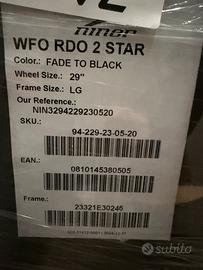 niner
WFO RDO 2 STAR
Color.: FADE TO BLACK
Wheel Size.: 29"
Frame Size.: LG
Our Reference.:
NIN3294229230520
SKU.:
94-229-23-05-20
EAN.:
0810145380505
Frame.:
23321E30246
subito